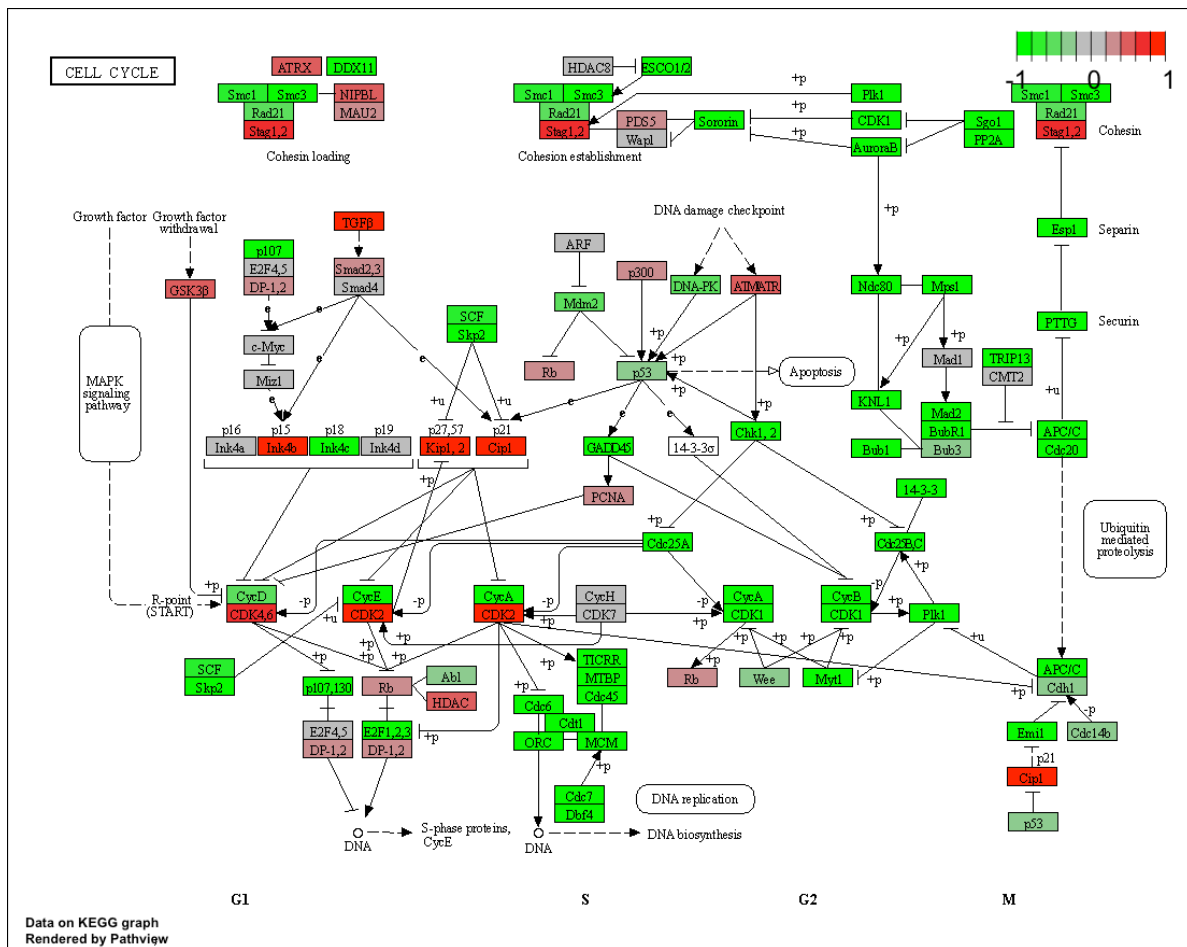 CELL CYCLE
ATRX
DDX11
Smc1
Smc3
NIPBL
Rad21
MAU2
Stag1,2
Cohesin loading
HDAC8
ESCO1/2
Smc1
Smc3
Rad21
Stag1,2
PDS5
Wapl
Sororin
Cohesion establishment
+p
Plk1
+p
CDK1
+p
AuroraB
Sgo1
PP2A
-1
0
1
Smc1
Smc3
Rad21
Stag1,2
Cohesin
Growth factor
Growth factor
withdrawal
TGFβ
p107
E2F4,5
DP-1,2
Smad2,3
Smad4
GSK3β
e
e
c-Myc
Miz1
e
e
MAPK
signaling
pathway
SCF
Skp2
+u
+u
DNA damage checkpoint
ARF
p300
DNA-PK
ATM/ATR
Mdm2
Rb
+p
+p
p53
Apoptosis
+p
+p
e
e
e
+p
Esp1
Separin
Ndc80
Mps1
PTTG
Securin
+p
+p
Mad1
TRIP13
CMT2
+u
KNL1
Mad2
BubR1
Bub3
Bub1
APC/C
Cdc20
p16
p15
p18
p19
Ink4a
Ink4b
Ink4c
Ink4d
p27,57
p21
Kip1, 2
Cip1
+p
GADD45
14-3-3σ
Chk1, 2
PCNA
14-3-3
+p
+p
Cdc25A
Cdc25B,C
Ubiquitin
mediated
proteolysis
R-point
(START)
+p
CycD
CDK4,6
-p
CycE
CDK2
-p
+u
CycA
CDK2
-p
+p
CycH
CDK7
-p
+p
CycA
CDK1
CycB
CDK1
-p
+p
+p
Plk1
+u
SCF
Skp2
+p
+p
+p
p107,130
Rb
Abl
HDAC
E2F4,5
DP-1,2
E2F1,2,3
DP-1,2
+p
+p
+p
TICRR
MTBP
Cdc45
Cdc6
Cdt1
ORC
MCM
+p
Cdc7
Dbf4
+p
Rb
+p
Wee
+p
Myt1
+p
+p
APC/C
Cdh1
-p
Emi1
Cdc14b
p21
Cip1
p53
DNA
S-phase proteins,
CycE
DNA
DNA biosynthesis
DNA replication
G1
S
G2
M
Data on KEGG graph
Rendered by Pathview